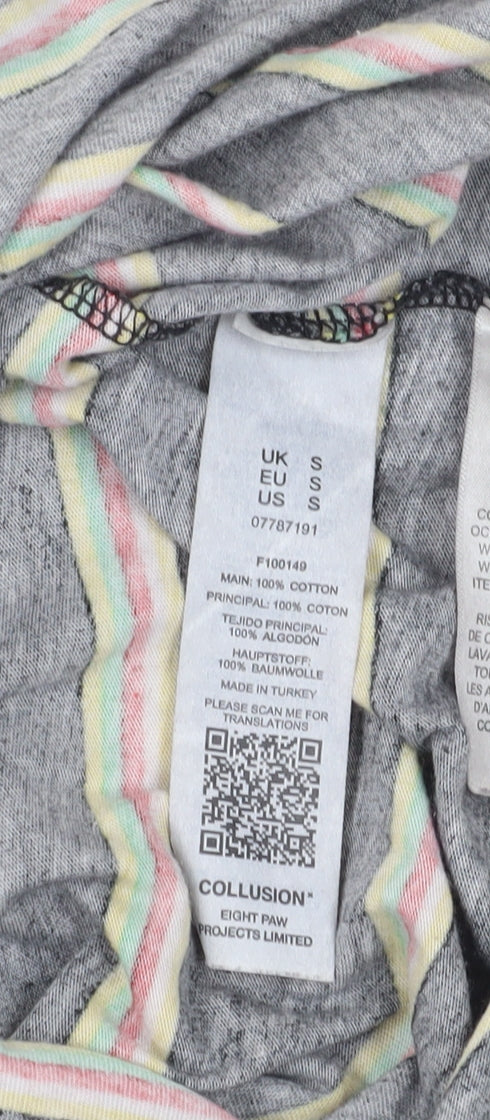 UK S
EU S
US S
07787191
F100149
MAIN: 100% COTTON
PRINCIPAL: 100% COTON
TEJIDO PRINCIPAL:
100% ALGODÓN
HAUPTSTOFF:
100% BAUMWOLLE
MADE IN TURKEY
PLEASE SCAN ME FOR
TRANSLATIONS
COLLUSION
EIGHT PAW
PROJECTS LIMITED